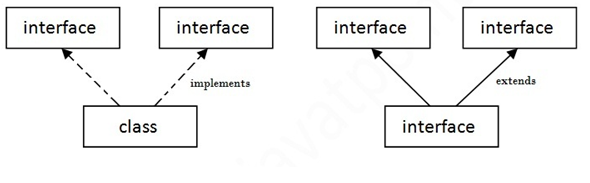 interface
interface
implements
class
interface
interface
extends
interface